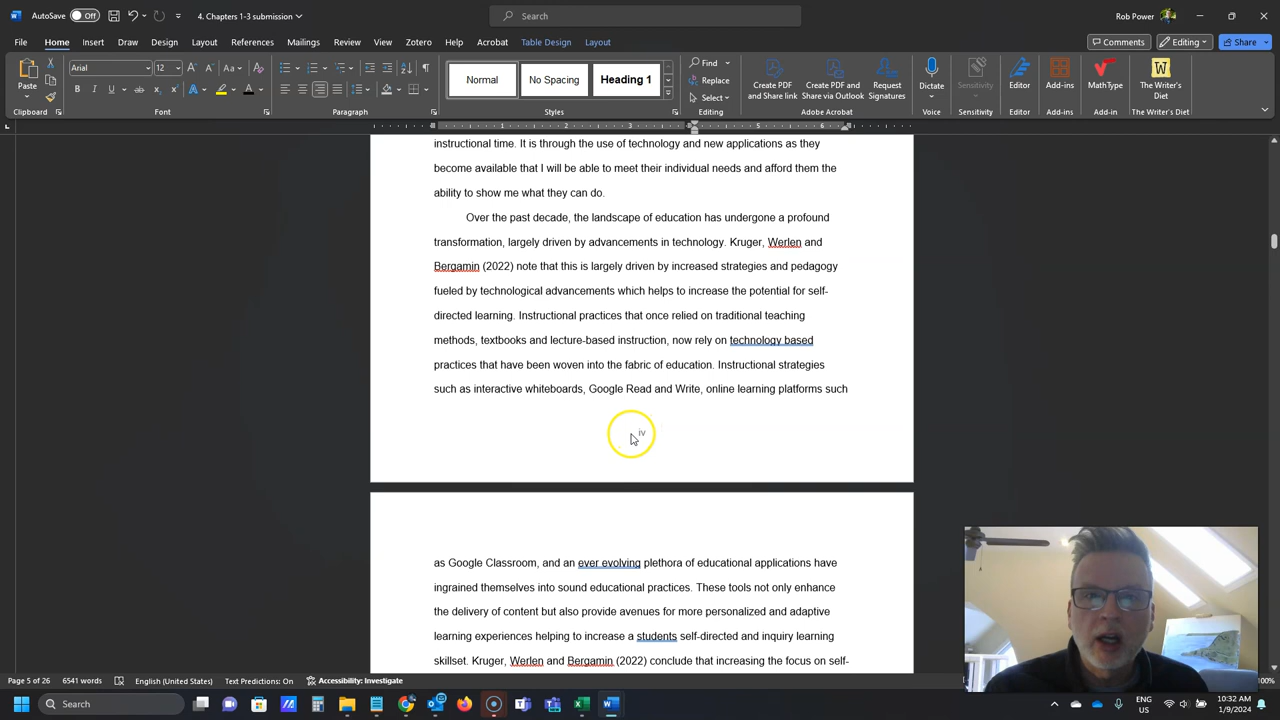 AutoSave Off
4. Chapters 1-3 submission
Search
Rob Power
File Home Insert Draw Design Layout References Mailings Review View Zotero Help Acrobat Table Design Layout
Comments Editing Share
Paste
Arial 12
Normal
No Spacing
Heading 1
Find
Replace
Select
Create PDF and Share link
Create PDF and Share via Outlook
Request Signatures
Dictate
Sensitivity
Editor
Add-ins
MathType
The Writer's Diet
Clipboard Font Paragraph Styles Editing Adobe Acrobat Voice Sensitivity Editor Add-ins Add-in The Writer's Diet
1 2 3 5 6
instructional time. It is through the use of technology and new applications as they
become available that I will be able to meet their individual needs and afford them the
ability to show me what they can do.
Over the past decade, the landscape of education has undergone a profound
transformation, largely driven by advancements in technology. Kruger, Werlen and
Bergamin (2022) note that this is largely driven by increased strategies and pedagogy
fueled by technological advancements which helps to increase the potential for self-
directed learning. Instructional practices that once relied on traditional teaching
methods, textbooks and lecture-based instruction, now rely on technology based
practices that have been woven into the fabric of education. Instructional strategies
such as interactive whiteboards, Google Read and Write, online learning platforms such
iv
as Google Classroom, and an ever evolving plethora of educational applications have
ingrained themselves into sound educational practices. These tools not only enhance
the delivery of content but also provide avenues for more personalized and adaptive
learning experiences helping to increase a students self-directed and inquiry learning
skillset. Kruger, Werlen and Bergamin (2022) conclude that increasing the focus on self-
Page 5 of 26 6541 words English (United States) Text Predictions: On Accessibility: Investigate
100%
Search
ENG
US
10:32 AM
1/9/2024